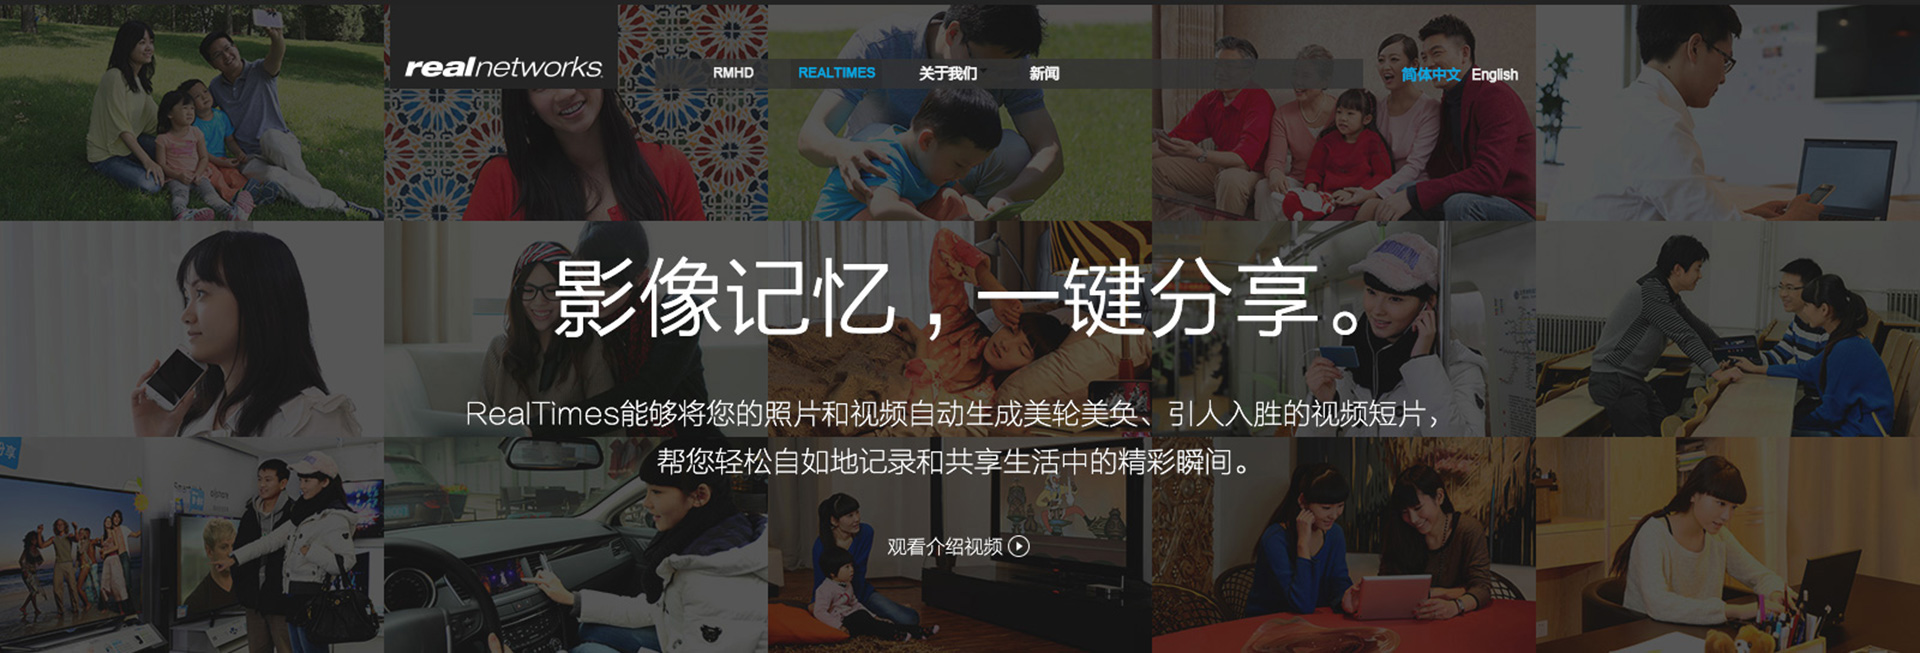 realnetworks
RMHD
REALTIMES
关于我们
新闻
简体中文
English
影像记忆，一键分享。
RealTimes能够将您的照片和视频自动生成美轮美奂、引人入胜的视频短片，
帮您轻松自如地记录和共享生活中的精彩瞬间。
观看介绍视频